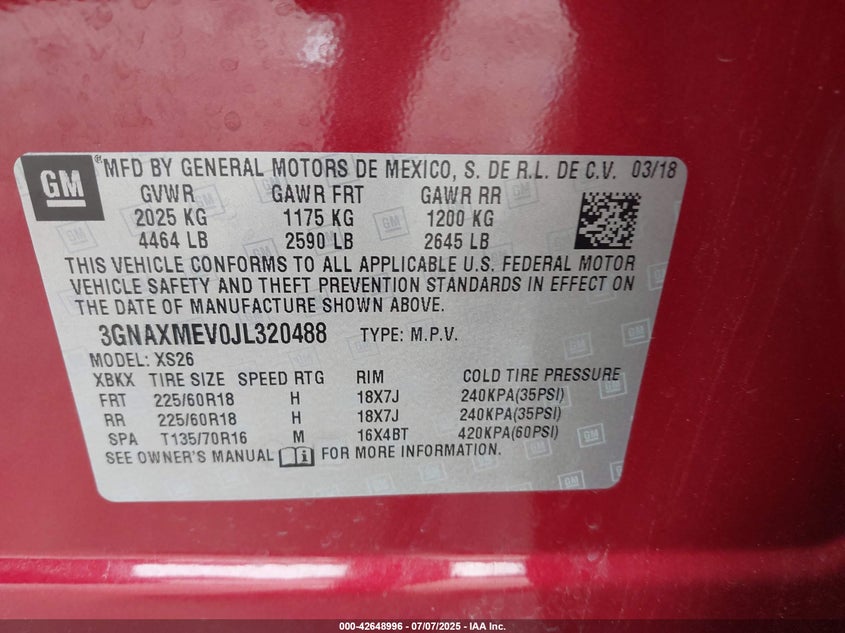 GM ®MFD BY GENERAL MOTORS DE MEXICO, S. DE R.L. DE C.V. 03/18
GVWR GAWR FRT GAWR RR
2025 KG 1175 KG 1200 KG
4464 LB 2590 LB 2645 LB
THIS VEHICLE CONFORMS TO ALL APPLICABLE U.S. FEDERAL MOTOR
VEHICLE SAFETY AND THEFT PREVENTION STANDARDS IN EFFECT ON
THE DATE OF MANUFACTURE SHOWN ABOVE.
3GNAXMEV0JL320488 TYPE: M.P.V.
MODEL: XS26
XBKX TIRE SIZE SPEED RTG RIM COLD TIRE PRESSURE
FRT 225/60R18 H 18X7J 240KPA(35PSI)
RR 225/60R18 H 18X7J 240KPA(35PSI)
SPA T135/70R16 M 16X4BT 420KPA(60PSI)
SEE OWNER'S MANUAL FOR MORE INFORMATION.
000-42648996 - 07/07/2025 - IAA Inc.